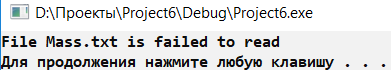 D:\Проекты\Project6\Debug\Project6.exe
File Mass.txt is failed to read
Для продолжения нажмите любую клавишу . . .